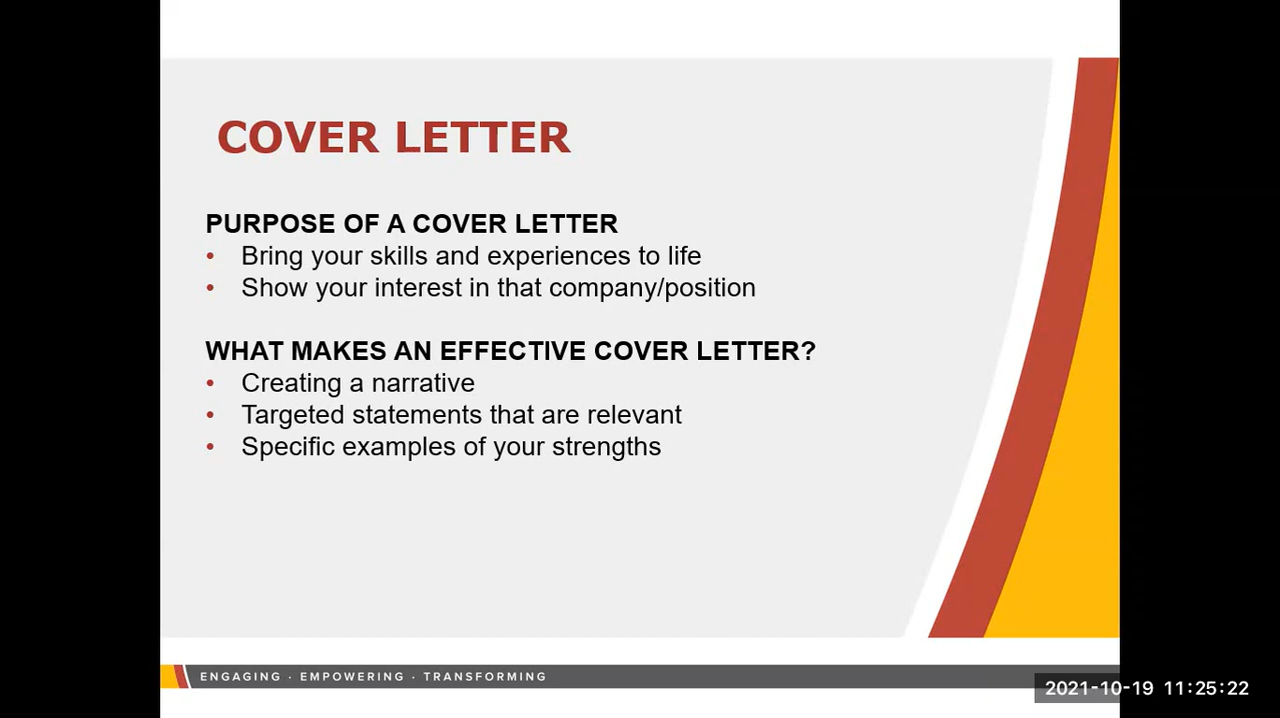 COVER LETTER
PURPOSE OF A COVER LETTER
• Bring your skills and experiences to life
• Show your interest in that company/position
WHAT MAKES AN EFFECTIVE COVER LETTER?
• Creating a narrative
• Targeted statements that are relevant
• Specific examples of your strengths
ENGAGING · EMPOWERING · TRANSFORMING
2021-10-19 11:25:22